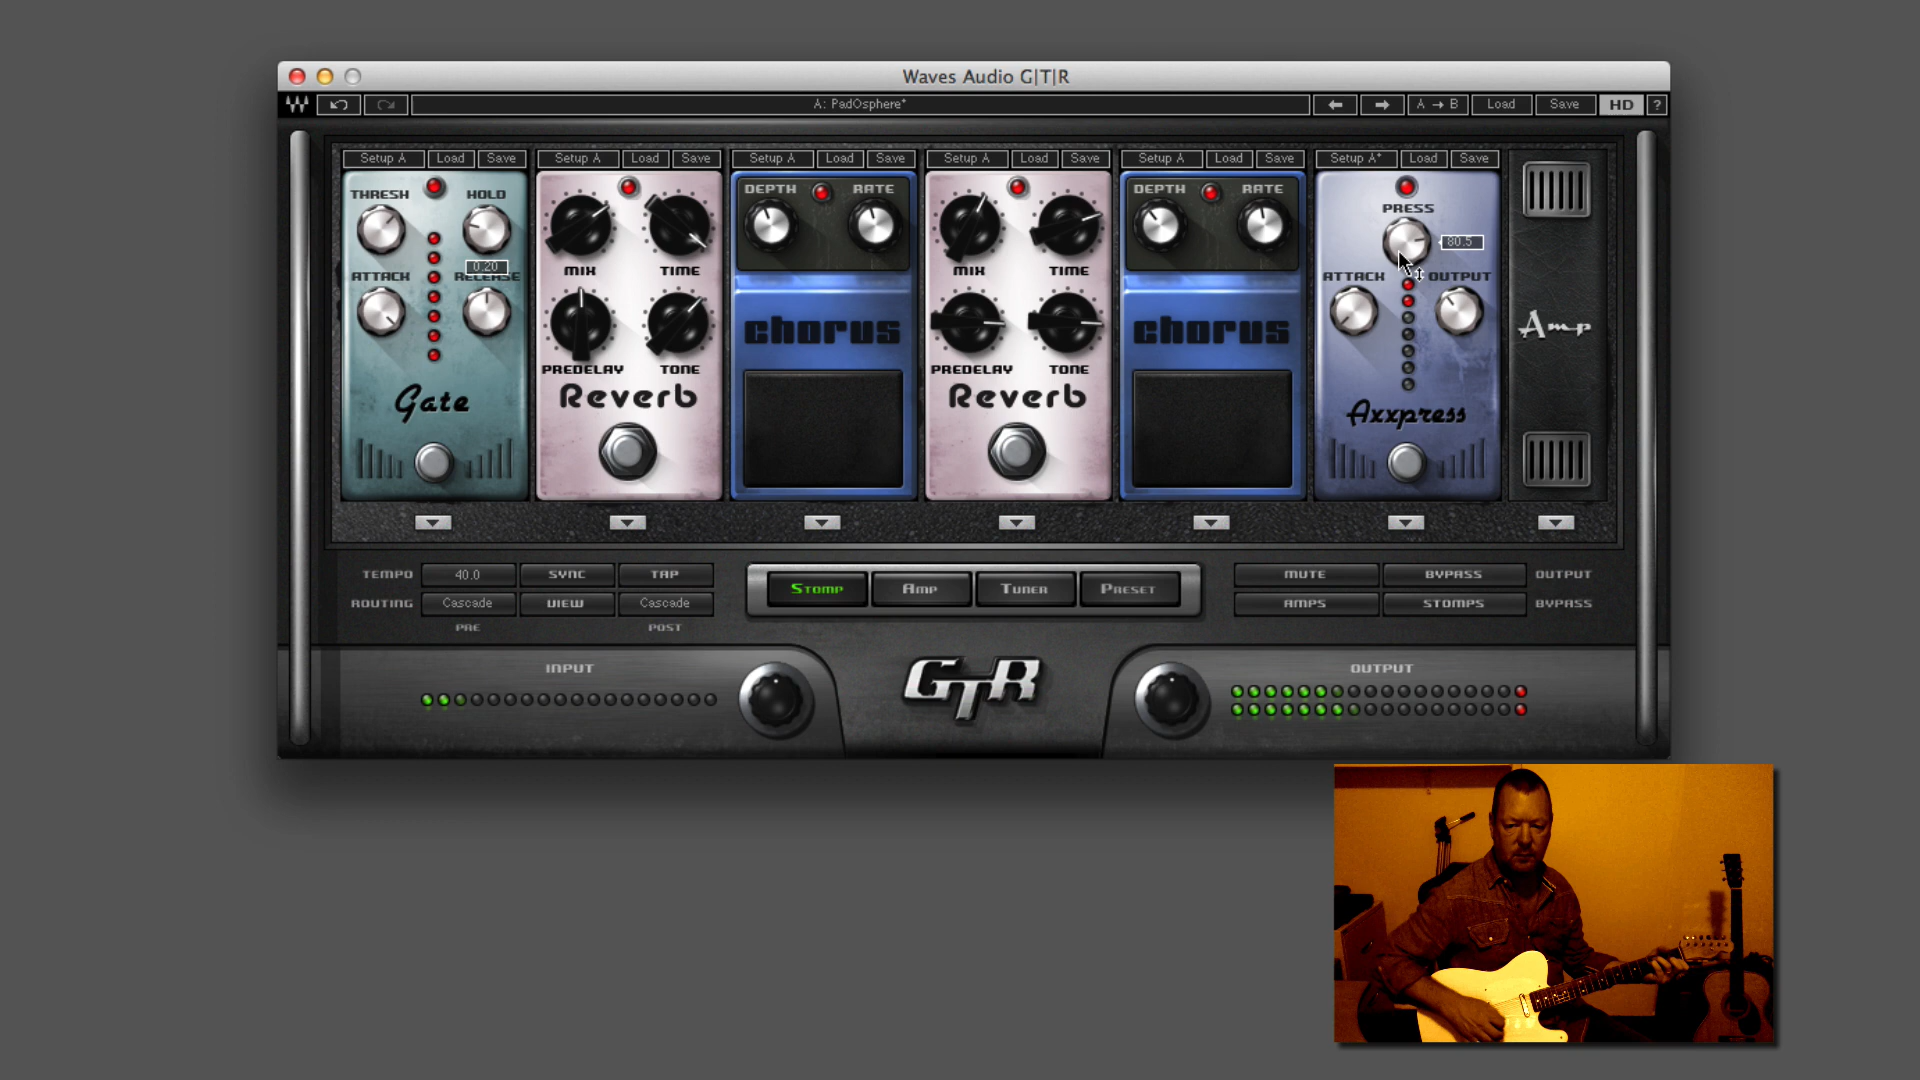 Waves Audio G|T|R
A: PadOsphere*
A → B Load Save HD ?
Setup A Load Save Setup A Load Save Setup A Load Save Setup A Load Save Setup A Load Save Setup A* Load Save
THRESH HOLD
ATTACK 0.20 RELEASE
Gate
MIX TIME
PREDELAY TONE
Reverb
DEPTH RATE
chorus
MIX TIME
PREDELAY TONE
Reverb
DEPTH RATE
chorus
PRESS
80.5
ATTACK OUTPUT
Axxpress
Amp
TEMPO 40.0 SYNC TAP
ROUTING Cascade VIEW Cascade
PRE POST
Stomp Amp Tuner Preset
MUTE BYPASS OUTPUT
AMPS STOMPS BYPASS
INPUT
GTR
OUTPUT